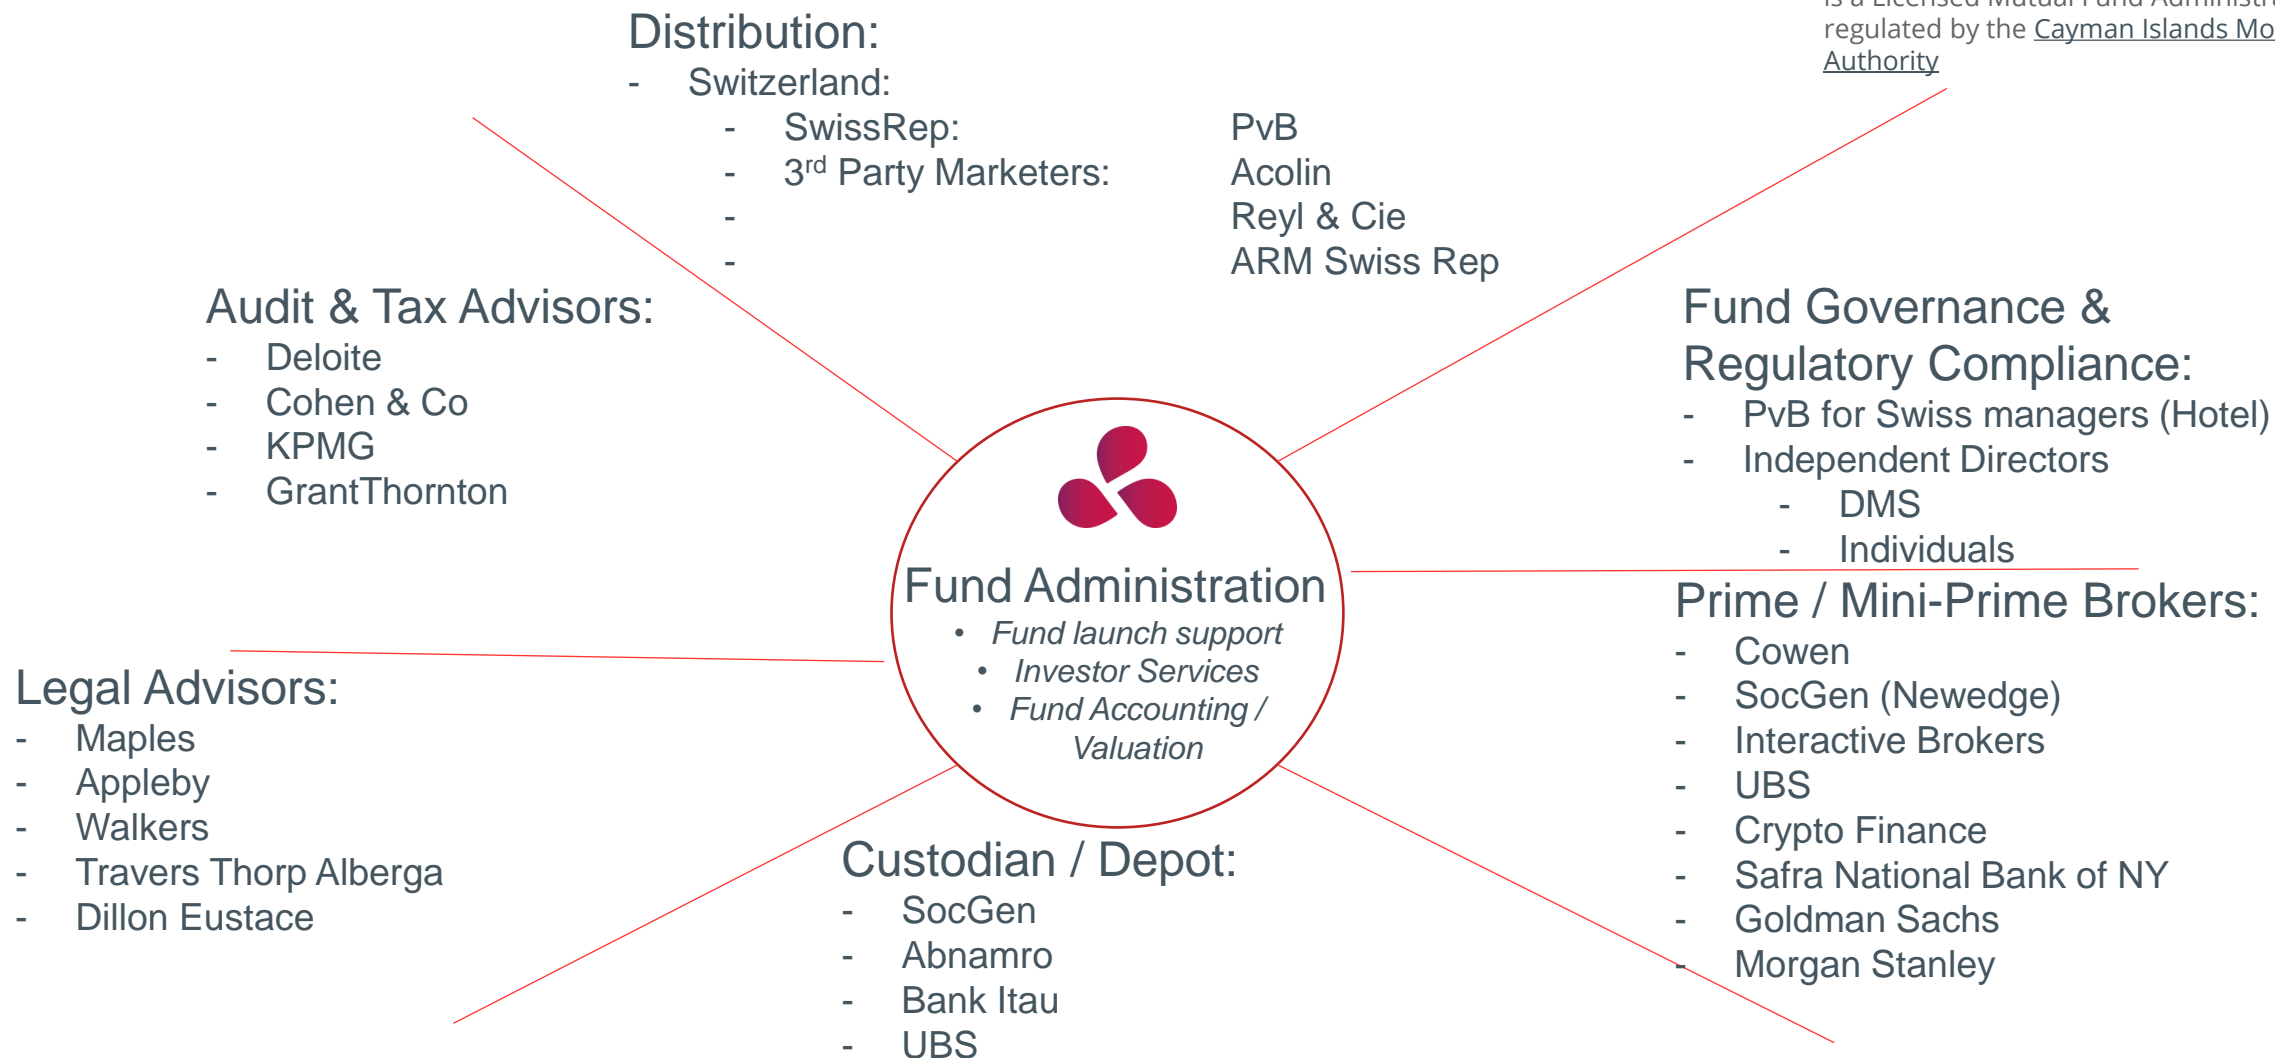 is a Licensed Mutual Fund
regulated by the Cayman Islands
Authority
Distribution:
- Switzerland:
- SwissRep: PvB
- 3rd Party Marketers: Acolin
- Reyl & Cie
- ARM Swiss Rep
Audit & Tax Advisors:
- Deloite
- Cohen & Co
- KPMG
- GrantThornton
Fund Governance &
Regulatory Compliance:
- PvB for Swiss managers (Hotel)
- Independent Directors
- DMS
- Individuals
Fund Administration
• Fund launch support
• Investor Services
• Fund Accounting /
Valuation
Legal Advisors:
- Maples
- Appleby
- Walkers
- Travers Thorp Alberga
- Dillon Eustace
Prime / Mini-Prime Brokers:
- Cowen
- SocGen (Newedge)
- Interactive Brokers
- UBS
- Crypto Finance
- Safra National Bank of NY
- Goldman Sachs
- Morgan Stanley
Custodian / Depot:
- SocGen
- Abnamro
- Bank Itau
- UBS